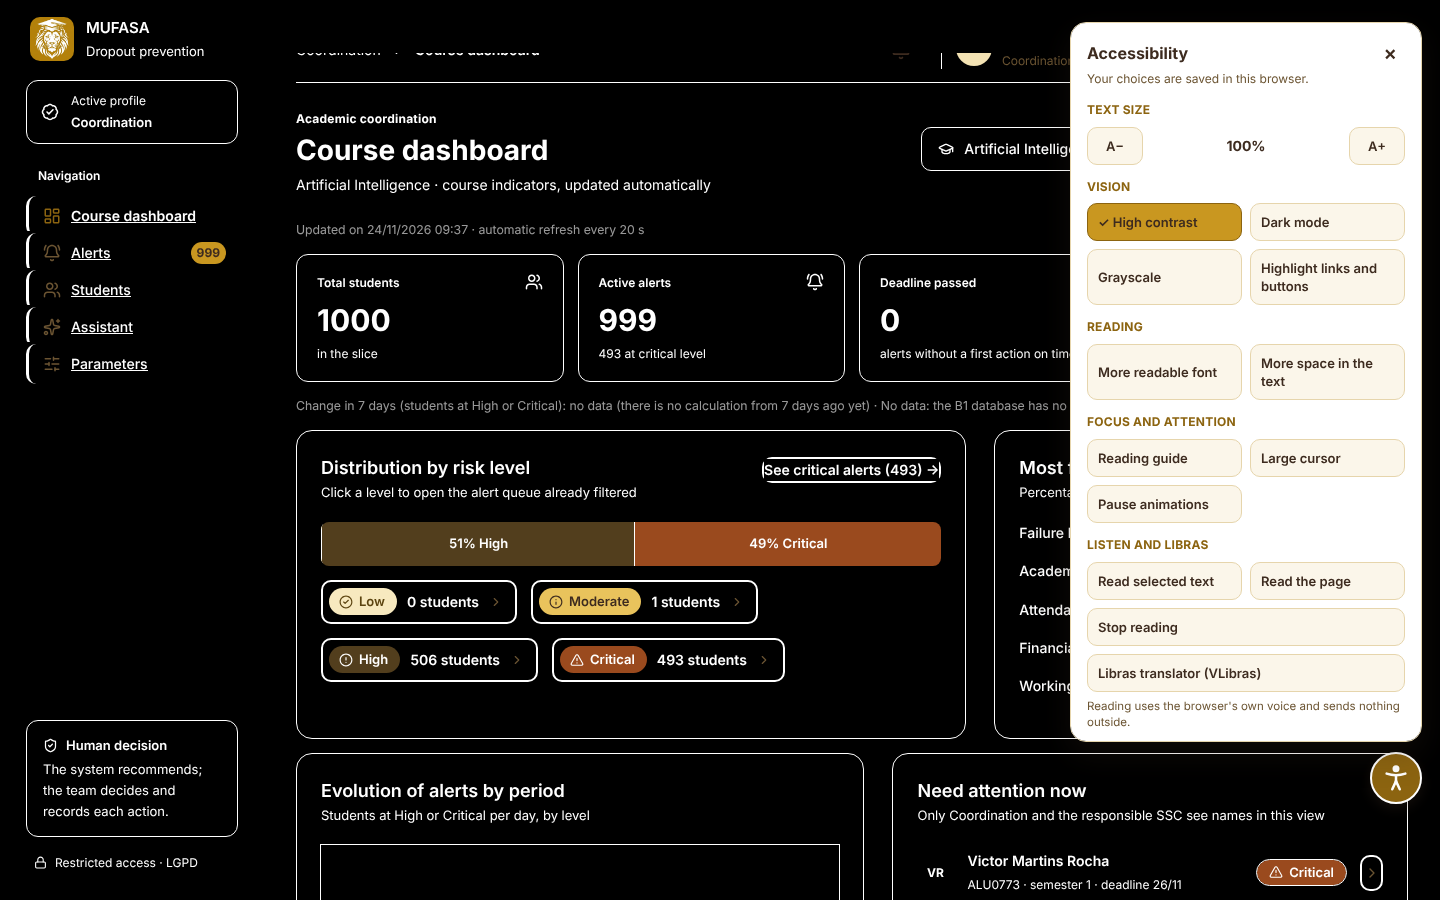 MUFASA
Dropout prevention
Active profile
Coordination
Navigation
Course dashboard
Alerts
999
Students
Assistant
Parameters
Human decision
The system recommends;
the team decides and
records each action.
Restricted access · LGPD
Coordination
Course dashboard
Coordination
Academic coordination
Course dashboard
Artificial Intelligence · course indicators, updated automatically
Updated on 24/11/2026 09:37 · automatic refresh every 20 s
Total students
1000
in the slice
Active alerts
999
493 at critical level
Deadline passed
0
alerts without a first action on time
Change in 7 days (students at High or Critical): no data (there is no calculation from 7 days ago yet) · No data: the B1 database has no
Distribution by risk level
See critical alerts (493) →
Click a level to open the alert queue already filtered
51% High
49% Critical
Low
0 students
Moderate
1 students
High
506 students
Critical
493 students
Most
Evolution of alerts by period
Students at High or Critical per day, by level
Need attention now
Only Coordination and the responsible SSC see names in this view
VR
Victor Martins Rocha
ALU0773 · semester 1 · deadline 26/11
Critical
Accessibility
Your choices are saved in this browser.
TEXT SIZE
A−
100%
A+
VISION
✓ High contrast
Dark mode
Grayscale
Highlight links and
buttons
READING
More readable font
More space in the
text
FOCUS AND ATTENTION
Reading guide
Large cursor
Pause animations
LISTEN AND LIBRAS
Read selected text
Read the page
Stop reading
Libras translator (VLibras)
Reading uses the browser's own voice and sends nothing
outside.